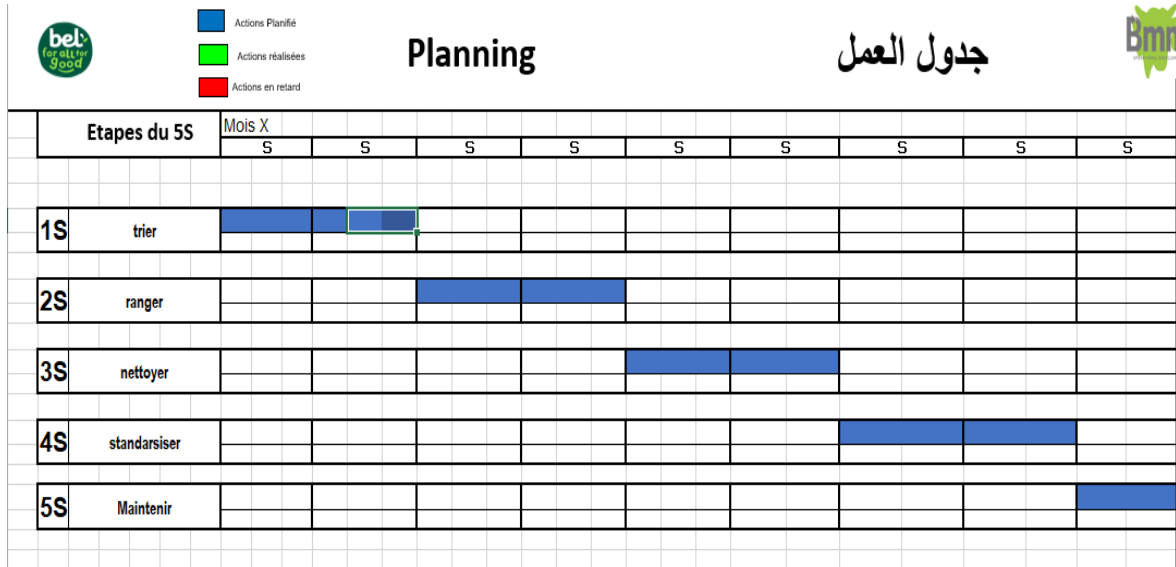 bel
for all for
good
Actions Planifié
Actions réalisées
Actions en retard
Planning
جدول العمل
Bmm
Etapes du 5S
Mois X
S S S S S S S S S
1S trier
2S ranger
3S nettoyer
4S standarsiser
5S Maintenir